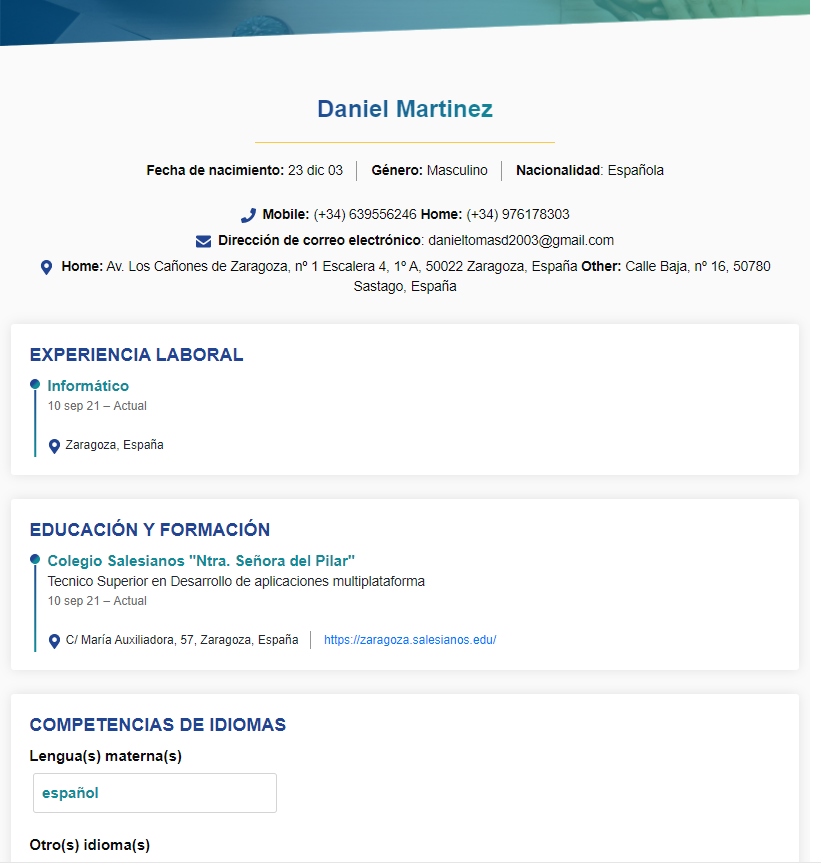 Daniel Martinez
Fecha de nacimiento: 23 dic 03 Género: Masculino Nacionalidad: Española
Mobile: (+34) 639556246 Home: (+34) 976178303
Dirección de correo electrónico: danieltomasd2003@gmail.com
Home: Av. Los Cañones de Zaragoza, nº 1 Escalera 4, 1º A, 50022 Zaragoza, España Other: Calle Baja, nº 16, 50780
Sastago, España
EXPERIENCIA LABORAL
Informático
10 sep 21 – Actual
Zaragoza, España
EDUCACIÓN Y FORMACIÓN
Colegio Salesianos "Ntra. Señora del Pilar"
Tecnico Superior en Desarrollo de aplicaciones multiplataforma
10 sep 21 – Actual
C/ María Auxiliadora, 57, Zaragoza, España https://zaragoza.salesianos.edu/
COMPETENCIAS DE IDIOMAS
Lengua(s) materna(s)
español
Otro(s) idioma(s)